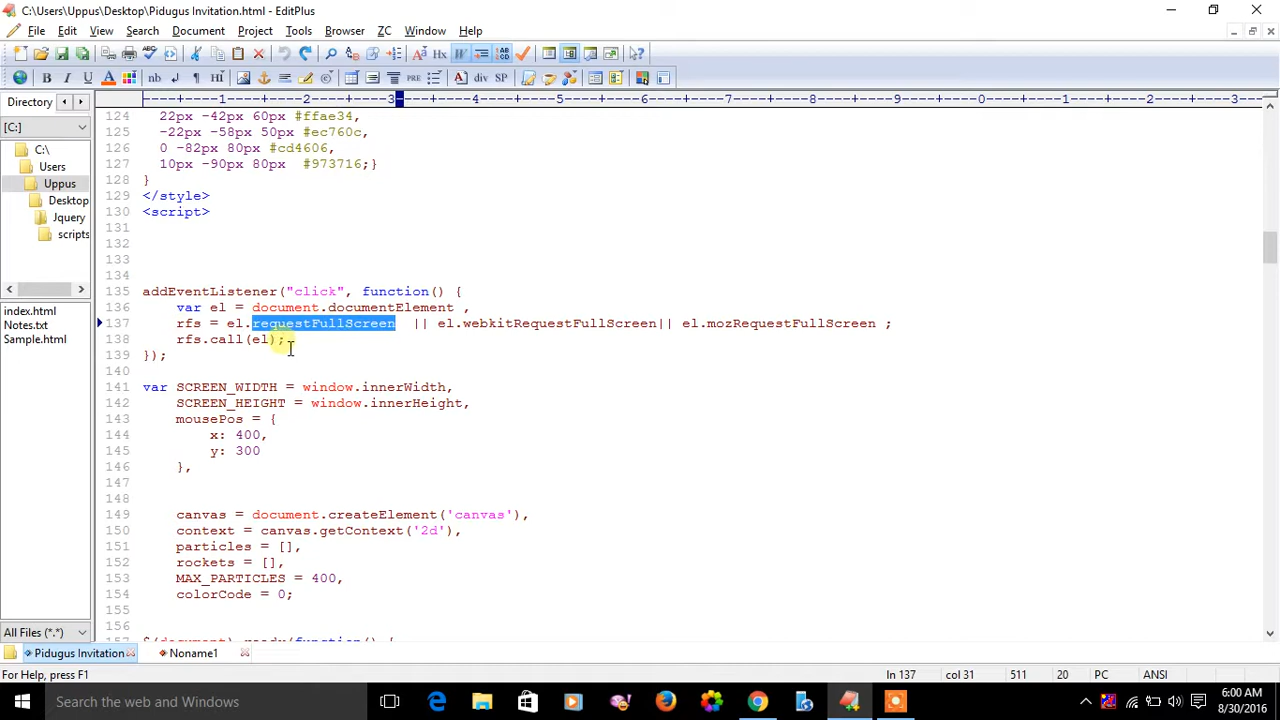 C:\Users\Uppus\Desktop\Pidugus Invitation.html - EditPlus
File Edit View Search Document Project Tools Browser ZC Window Help
Directory
[C:]
C:\
Users
Uppus
Desktop
Jquery
scripts
index.html
Notes.txt
Sample.html
All Files (*.*)
124 22px -42px 60px #ffae34,
125 -22px -58px 50px #ec760c,
126 0 -82px 80px #cd4606,
127 10px -90px 80px #973716;}
128 }
129 </style>
130 <script>
131
132
133
134
135 addEventListener("click", function() {
136 var el = document.documentElement ,
137 rfs = el.requestFullScreen || el.webkitRequestFullScreen|| el.mozRequestFullScreen ;
138 rfs.call(el);
139 });
140
141 var SCREEN_WIDTH = window.innerWidth,
142 SCREEN_HEIGHT = window.innerHeight,
143 mousePos = {
144 x: 400,
145 y: 300
146 },
147
148
149 canvas = document.createElement('canvas'),
150 context = canvas.getContext('2d'),
151 particles = [],
152 rockets = [],
153 MAX_PARTICLES = 400,
154 colorCode = 0;
155
156
157 $(document).ready(function() {
Pidugus Invitation Noname1
For Help, press F1 ln 137 col 31 511 20 PC ANSI
Search the web and Windows
6:00 AM
8/30/2016